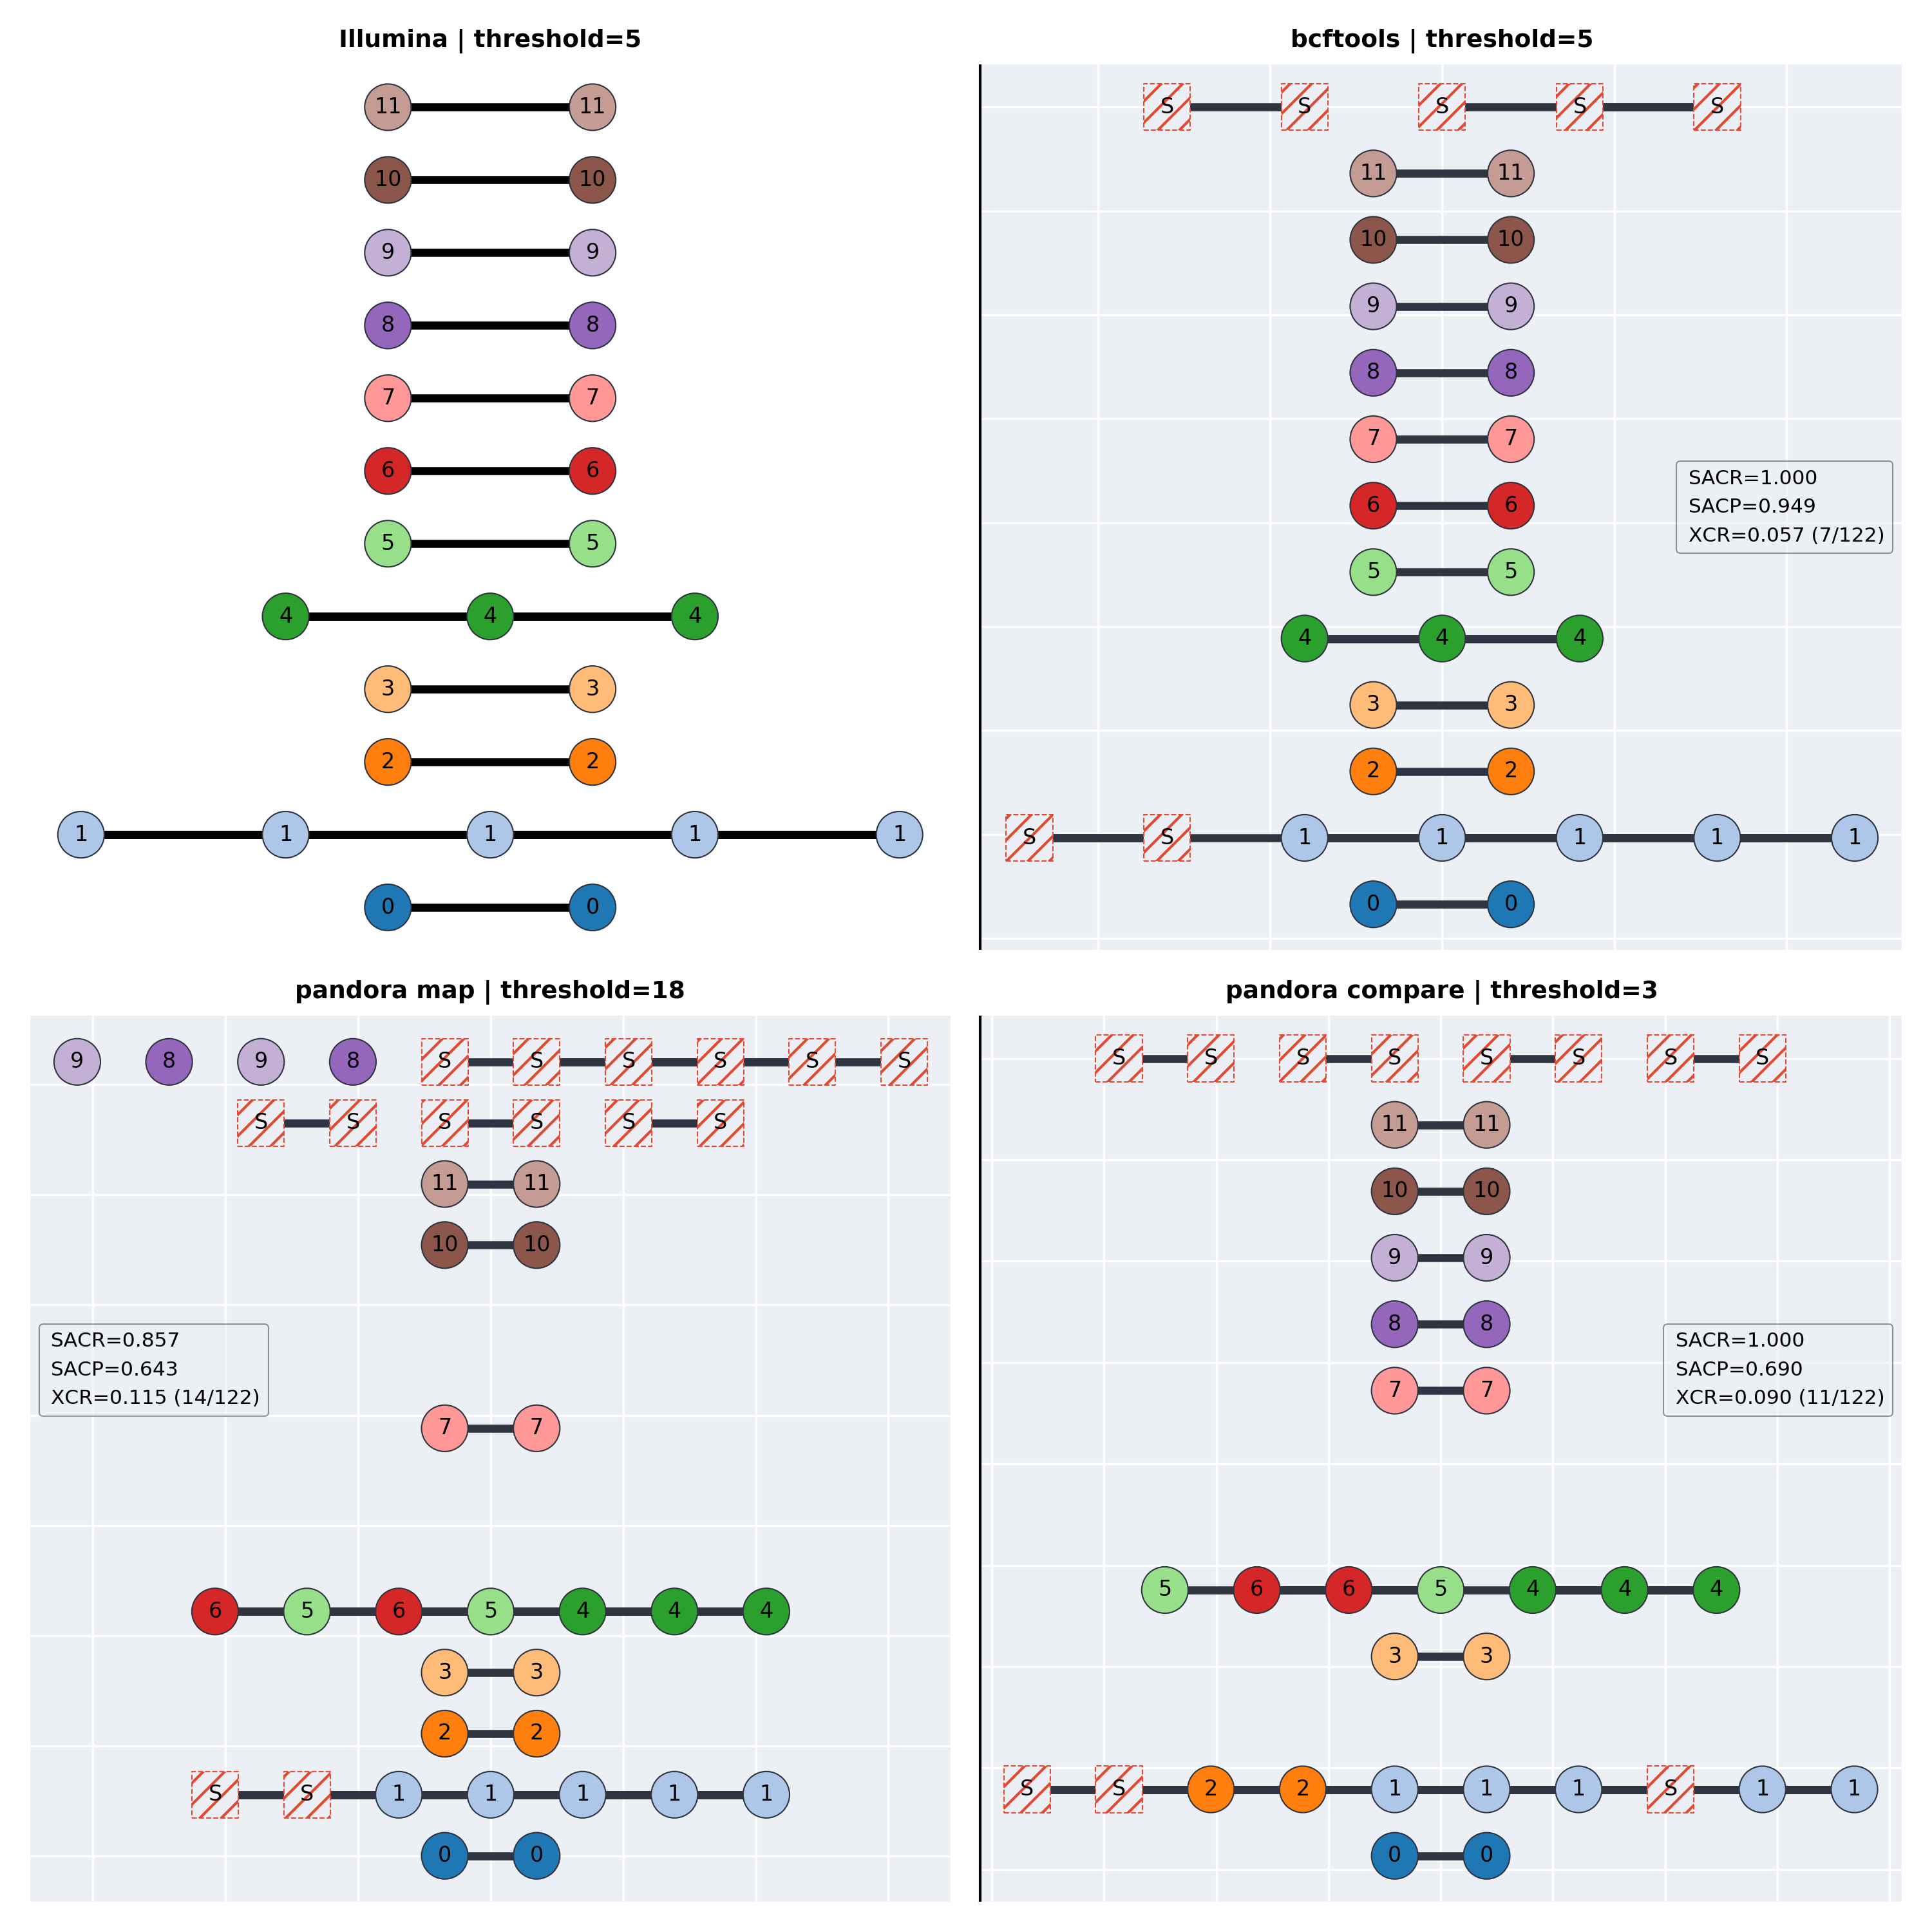 Illumina | threshold=5
11 11
10 10
9 9
8 8
7 7
6 6
5 5
4 4 4
3 3
2 2
1 1 1 1 1
0 0
bcftools | threshold=5
S S S S S
11 11
10 10
9 9
8 8
7 7
6 6
5 5
4 4 4
3 3
2 2
S S 1 1 1 1 1
0 0
SACR=1.000
SACP=0.949
XCR=0.057 (7/122)
pandora map | threshold=18
9 8 9 8 S S S S S S
S S S S S S
11 11
10 10
SACR=0.857
SACP=0.643
XCR=0.115 (14/122)
7 7
6 5 6 5 4 4 4
3 3
2 2
S S 1 1 1 1 1
0 0
pandora compare | threshold=3
S S S S S S S S
11 11
10 10
9 9
8 8
7 7
SACR=1.000
SACP=0.690
XCR=0.090 (11/122)
5 6 6 5 4 4 4
3 3
S S 2 2 1 1 1 S 1 1
0 0